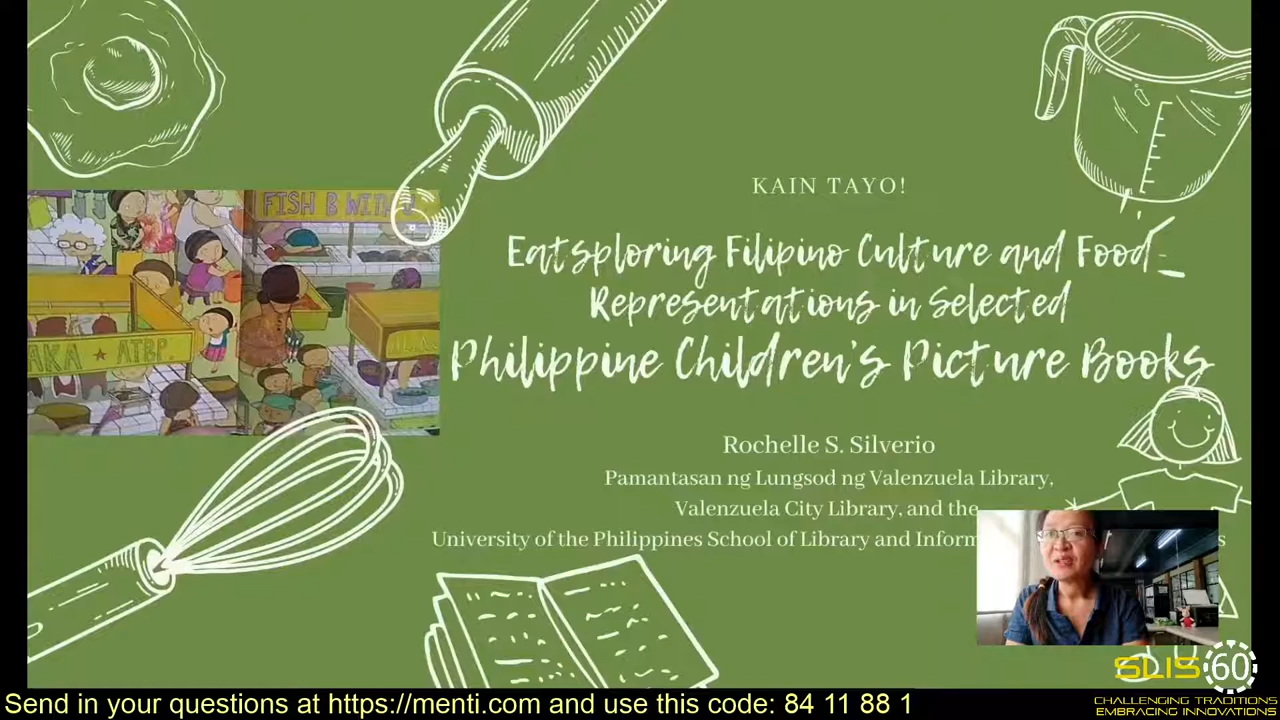 KAIN TAYO!
Eatsploring Filipino Culture and Food
Representations in Selected
Philippine Children's Picture Books
FISH B
AKA ★ ATBP.
Rochelle S. Silverio
Pamantasan ng Lungsod ng Valenzuela Library,
Valenzuela City Library, and the
University of the Philippines School of Library and Inform
SLIS 60
CHALLENGING TRADITIONS
EMBRACING INNOVATIONS
Send in your questions at https://menti.com and use this code: 84 11 88 1